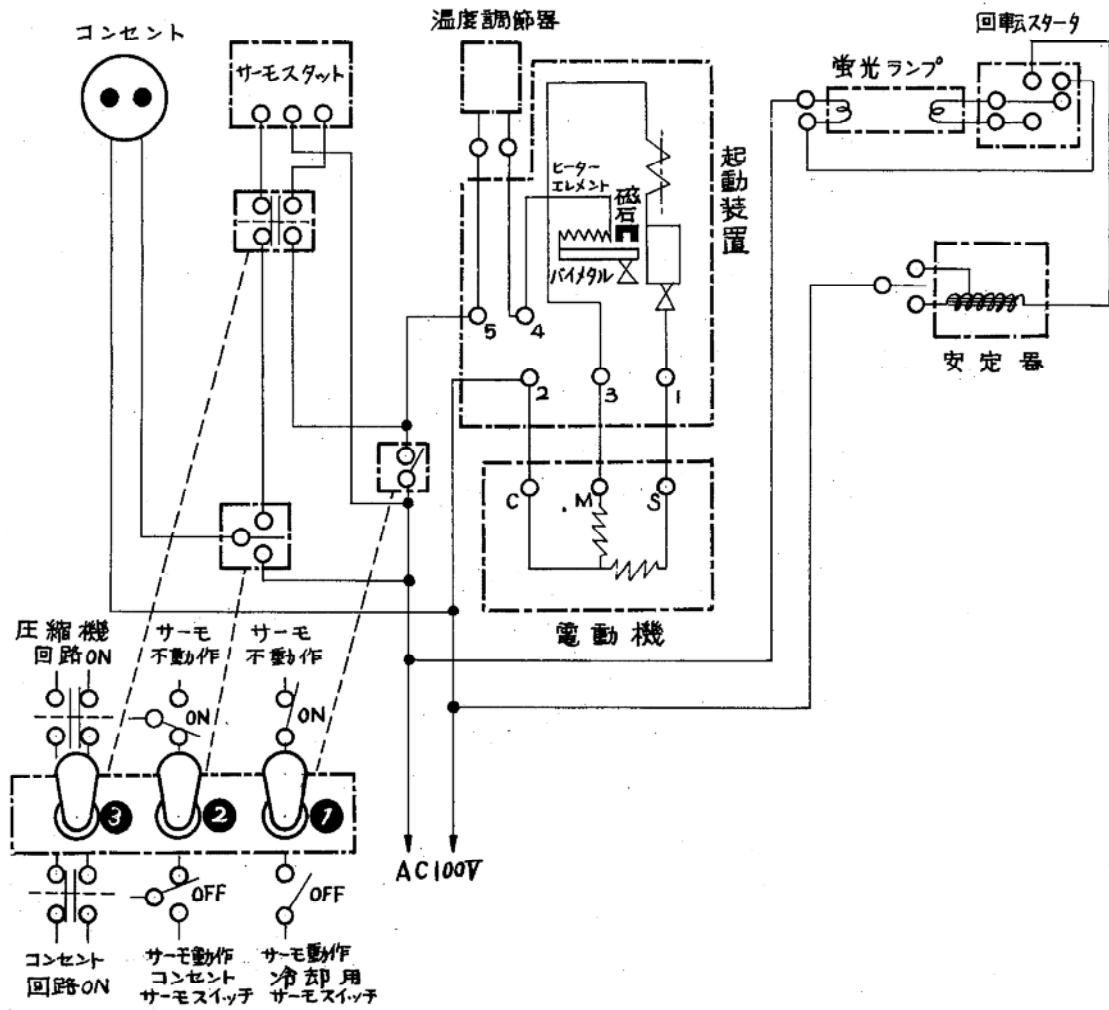 コンセント
サーモスタット
温度調節器
回転スタータ
蛍光ランプ
起動装置
ヒーター
エレメント
磁石
バイメタル
5
4
2
3
1
安定器
C
M
S
電動機
圧縮機
回路ON
サーモ
不動作
サーモ
不動作
ON
ON
3
2
1
AC100V
OFF
OFF
コンセント
回路ON
サーモ動作
コンセント
サーモスイッチ
サーモ動作
冷却用
サーモスイッチ